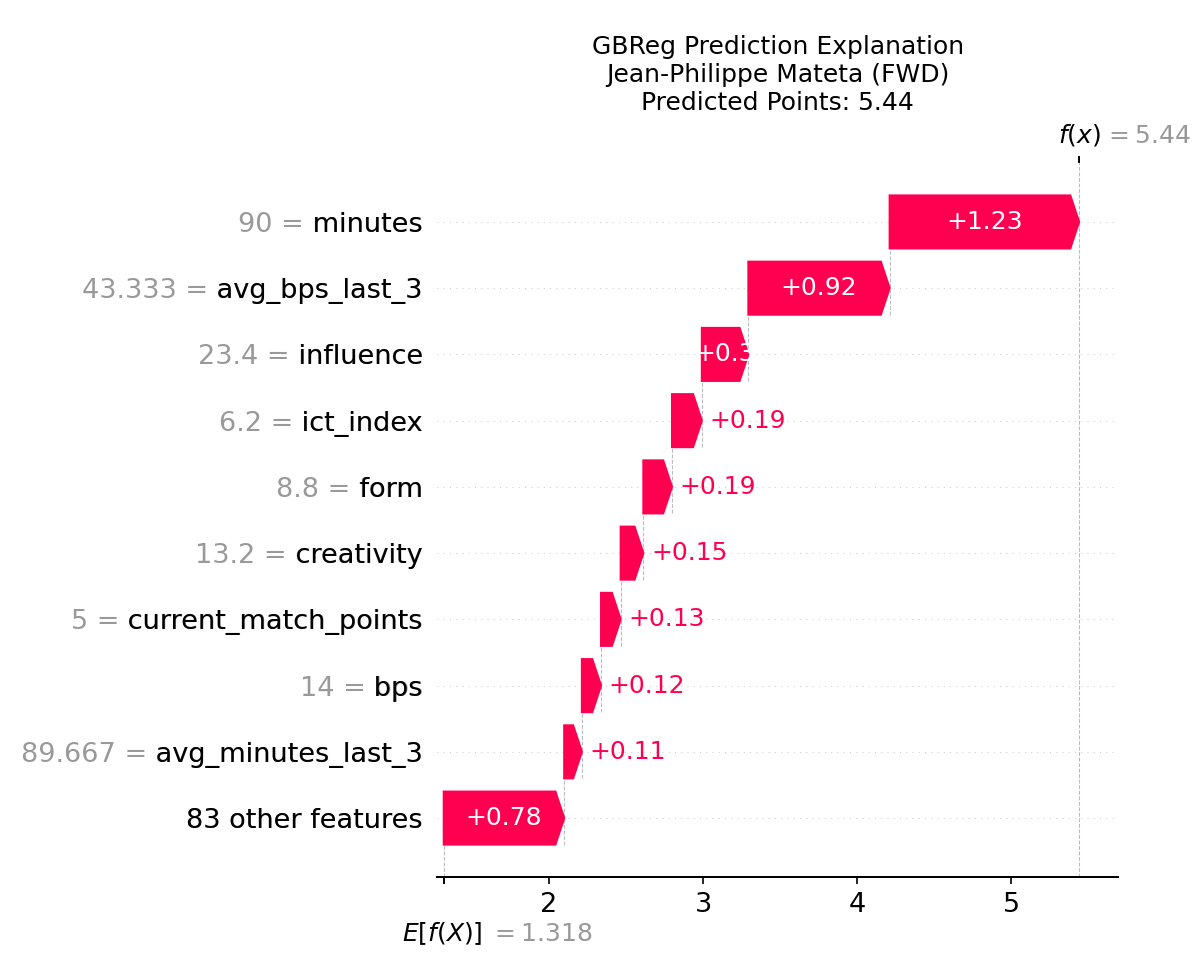 GBReg Prediction Explanation
Jean-Philippe Mateta (FWD)
Predicted Points: 5.44
f(x) = 5.44
90 = minutes
+1.23
43.333 = avg_bps_last_3
+0.92
23.4 = influence
+0.3
6.2 = ict_index
+0.19
8.8 = form
+0.19
13.2 = creativity
+0.15
5 = current_match_points
+0.13
14 = bps
+0.12
89.667 = avg_minutes_last_3
+0.11
83 other features
+0.78
2 3 4 5
E[f(X)] = 1.318